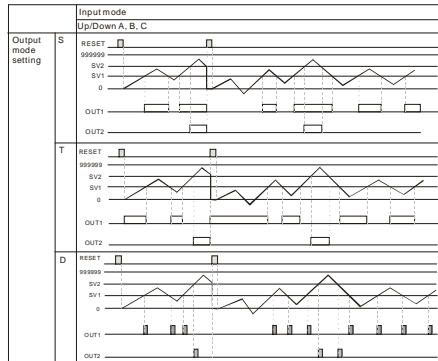 Input mode
Up/Down A, B, C
Output mode setting
S
RESET
999999
SV2
SV1
0
OUT1
OUT2
T
RESET
999999
SV2
SV1
0
OUT1
OUT2
D
RESET
999999
SV2
SV1
0
OUT1
OUT2